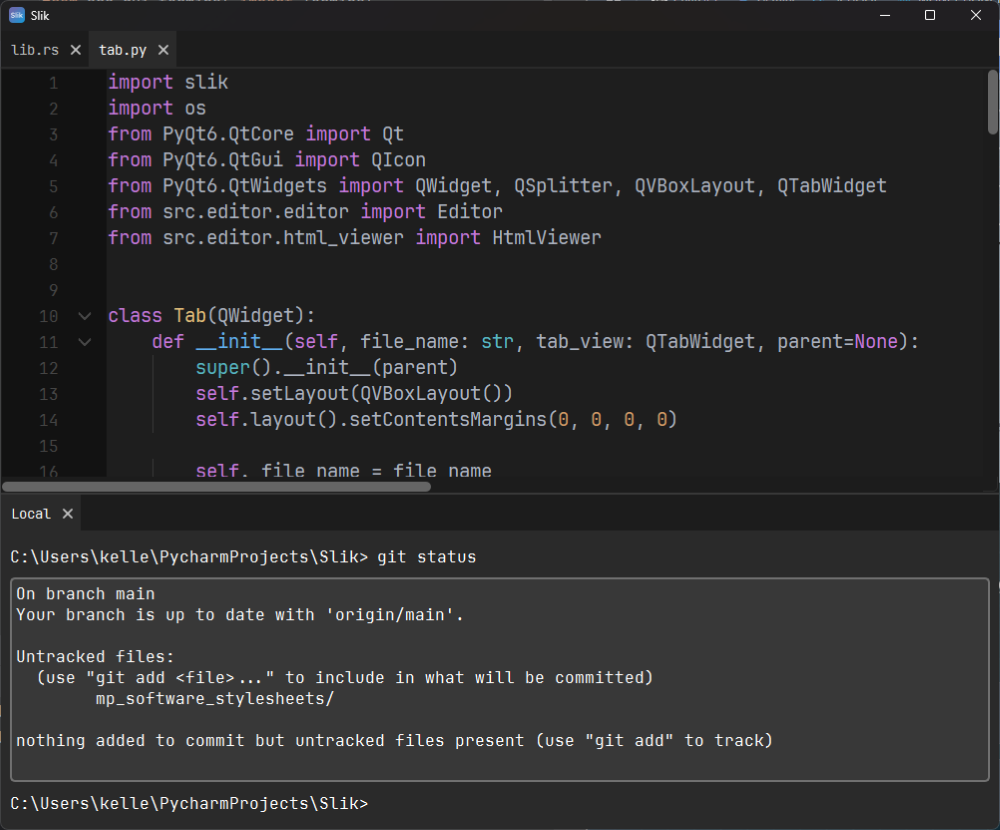 Slik
Slik
lib.rs
tab.py
1 import slik
2 import os
3 from PyQt6.QtCore import Qt
4 from PyQt6.QtGui import QIcon
5 from PyQt6.QtWidgets import QWidget, QSplitter, QVBoxLayout, QTabWidget
6 from src.editor.editor import Editor
7 from src.editor.html_viewer import HtmlViewer
8
9
10 class Tab(QWidget):
11     def __init__(self, file_name: str, tab_view: QTabWidget, parent=None):
12         super().__init__(parent)
13         self.setLayout(QVBoxLayout())
14         self.layout().setContentsMargins(0, 0, 0, 0)
15
16         self._file_name = file_name
Local
C:\Users\kelle\PycharmProjects\Slik> git status
On branch main
Your branch is up to date with 'origin/main'.
Untracked files:
  (use "git add <file>..." to include in what will be committed)
        mp_software_stylesheets/
nothing added to commit but untracked files present (use "git add" to track)
C:\Users\kelle\PycharmProjects\Slik>